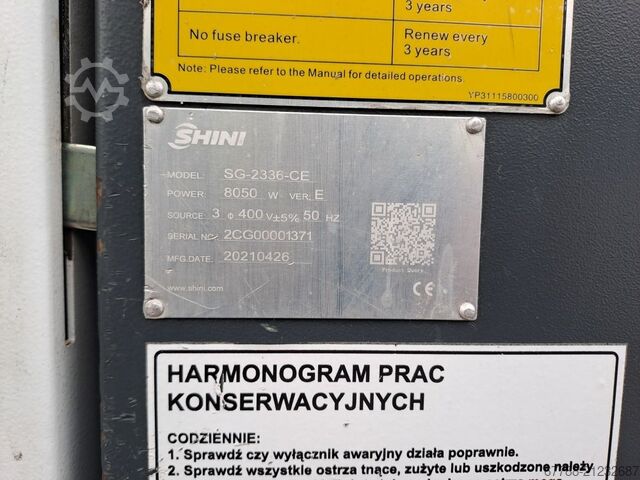 3 years
No fuse breaker.
Renew every
3 years
Note: Please refer to the Manual for detailed operations.
YP31115800300
SHINI
MODEL: SG-2336-CE
POWER: 8050 W VER. E
SOURCE: 3 Φ 400 V±5% 50 HZ
SERIAL NO: 2CG00001371
MFG.DATE: 20210426
Product Query
www.shini.com
CE
HARMONOGRAM PRAC
KONSERWACYJNYCH
CODZIENNIE:
1. Sprawdź czy wyłącznik awaryjny działa poprawnie.
2. Sprawdź wszystkie ostrza tnące, zużyte lub uszkodzone należy
67788-21232687